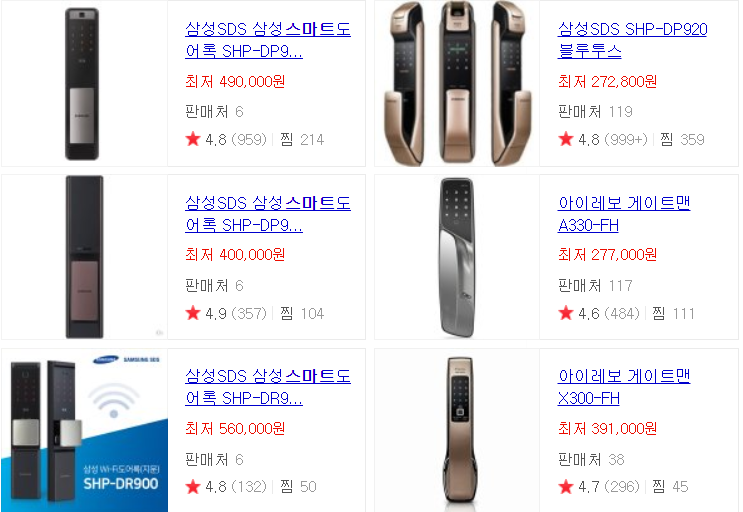 삼성SDS 삼성스마트도
어록 SHP-DP9...
최저 490,000원
판매처 6
★ 4.8 (959) 찜 214
삼성SDS SHP-DP920
블루투스
최저 272,800원
판매처 119
★ 4.8 (999+) 찜 359
삼성SDS 삼성스마트도
어록 SHP-DP9...
최저 400,000원
판매처 6
★ 4.9 (357) 찜 104
아이레보 게이트맨
A330-FH
최저 277,000원
판매처 117
★ 4.6 (484) 찜 111
SAMSUNG SAMSUNG SDS
삼성 Wi-Fi도어록(지문)
SHP-DR900
삼성SDS 삼성스마트도
어록 SHP-DR9...
최저 560,000원
판매처 6
★ 4.8 (132) 찜 50
아이레보 게이트맨
X300-FH
최저 391,000원
판매처 38
★ 4.7 (296) 찜 45